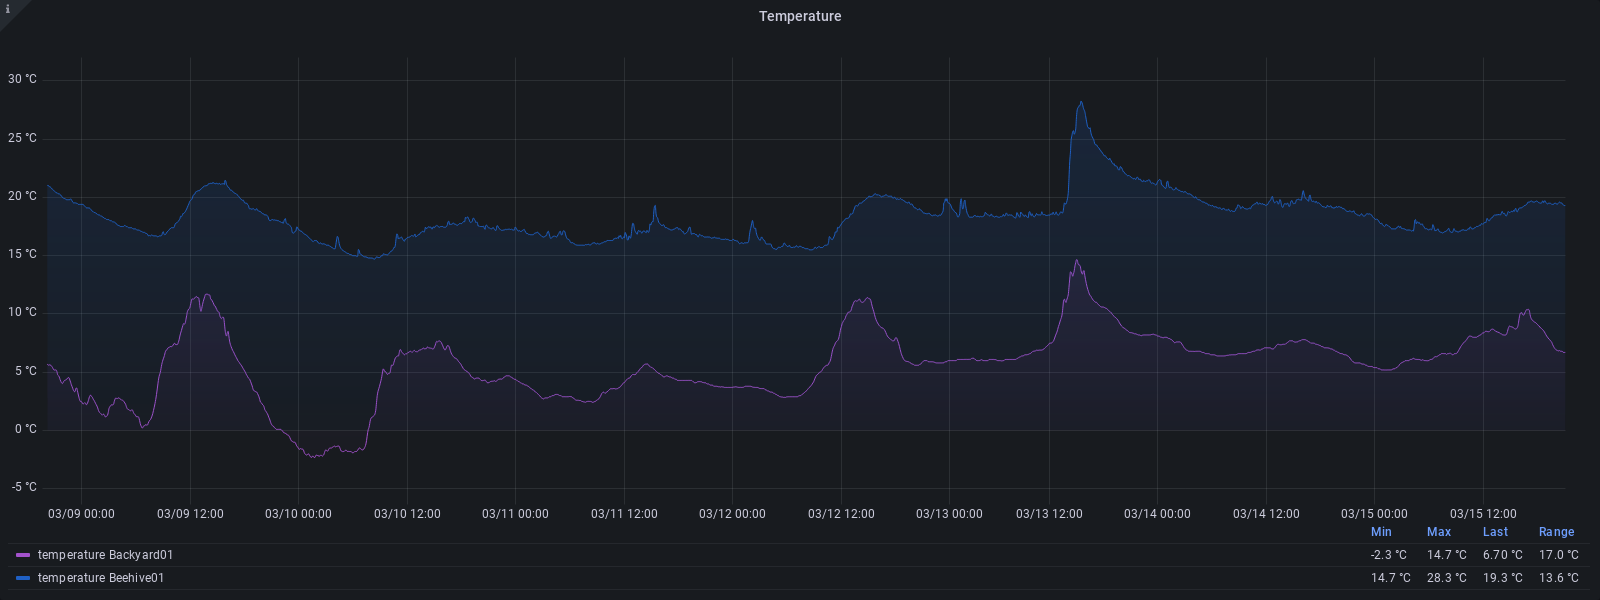 i
Temperature
30 °C
25 °C
20 °C
15 °C
10 °C
5 °C
0 °C
-5 °C
03/09 00:00 03/09 12:00 03/10 00:00 03/10 12:00 03/11 00:00 03/11 12:00 03/12 00:00 03/12 12:00 03/13 00:00 03/13 12:00 03/14 00:00 03/14 12:00 03/15 00:00 03/15 12:00
Min Max Last Range
temperature Backyard01 -2.3 °C 14.7 °C 6.70 °C 17.0 °C
temperature Beehive01 14.7 °C 28.3 °C 19.3 °C 13.6 °C